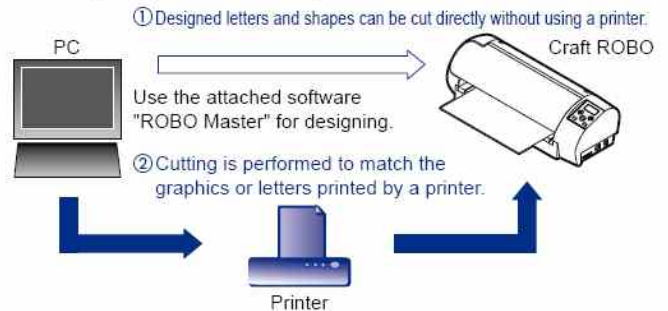 ①Designed letters and shapes can be cut directly without using a printer.
PC
Craft ROBO
Use the attached software
"ROBO Master" for designing.
②Cutting is performed to match the
graphics or letters printed by a printer.
Printer